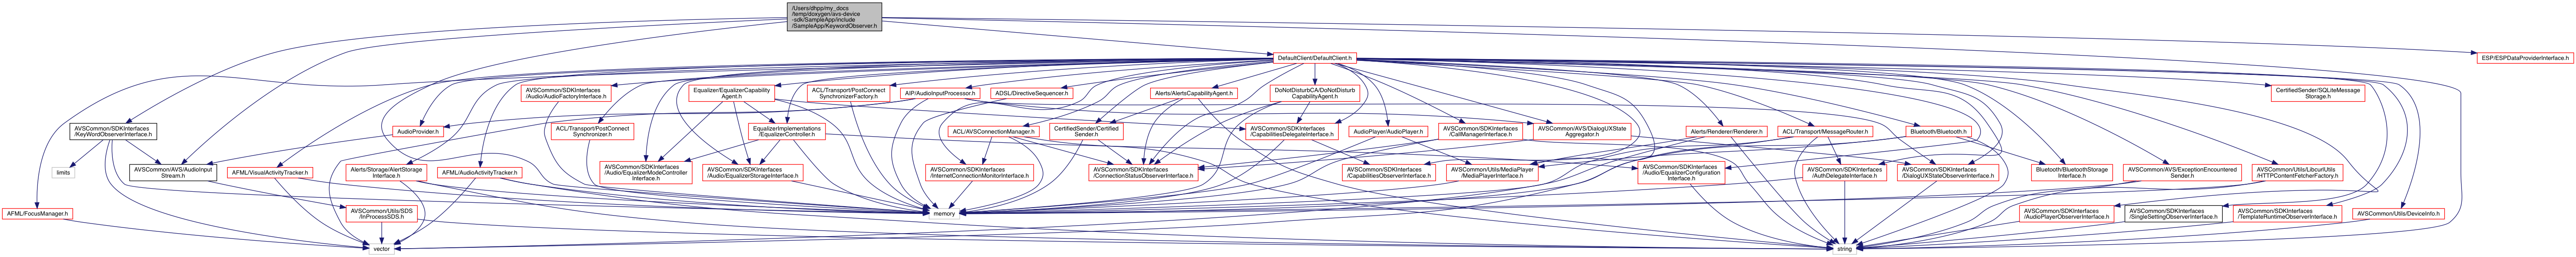 /Users/dhpp/my_docs
/temp/doxygen/avs-device
-sdk/SampleApp/include
/SampleApp/KeywordObserver.h
DefaultClient/DefaultClient.h
ESP/ESPDataProviderInterface.h
AVSCommon/SDKInterfaces
/Audio/AudioFactoryInterface.h
Equalizer/EqualizerCapability
Agent.h
ACL/Transport/PostConnect
SynchronizerFactory.h
AIP/AudioInputProcessor.h
ADSL/DirectiveSequencer.h
Alerts/AlertsCapabilityAgent.h
DoNotDisturbCA/DoNotDisturb
CapabilityAgent.h
CertifiedSender/SQLiteMessage
Storage.h
AVSCommon/SDKInterfaces
/KeyWordObserverInterface.h
AudioProvider.h
ACL/Transport/PostConnect
Synchronizer.h
EqualizerImplementations
/EqualizerController.h
ACL/AVSConnectionManager.h
CertifiedSender/Certified
Sender.h
AVSCommon/SDKInterfaces
/CapabilitiesDelegateInterface.h
AudioPlayer/AudioPlayer.h
AVSCommon/SDKInterfaces
/CallManagerInterface.h
AVSCommon/AVS/DialogUXState
Aggregator.h
Alerts/Renderer/Renderer.h
ACL/Transport/MessageRouter.h
Bluetooth/Bluetooth.h
limits
AVSCommon/AVS/AudioInput
Stream.h
AFML/VisualActivityTracker.h
Alerts/Storage/AlertStorage
Interface.h
AFML/AudioActivityTracker.h
AVSCommon/SDKInterfaces
/Audio/EqualizerModeController
Interface.h
AVSCommon/SDKInterfaces
/Audio/EqualizerStorageInterface.h
AVSCommon/SDKInterfaces
/InternetConnectionMonitorInterface.h
AVSCommon/SDKInterfaces
/ConnectionStatusObserverInterface.h
AVSCommon/SDKInterfaces
/CapabilitiesObserverInterface.h
AVSCommon/Utils/MediaPlayer
/MediaPlayerInterface.h
AVSCommon/SDKInterfaces
/Audio/EqualizerConfiguration
Interface.h
AVSCommon/SDKInterfaces
/AuthDelegateInterface.h
AVSCommon/SDKInterfaces
/DialogUXStateObserverInterface.h
Bluetooth/BluetoothStorage
Interface.h
AVSCommon/AVS/ExceptionEncountered
Sender.h
AVSCommon/Utils/LibcurlUtils
/HTTPContentFetcherFactory.h
AFML/FocusManager.h
AVSCommon/Utils/SDS
/InProcessSDS.h
memory
AVSCommon/SDKInterfaces
/AudioPlayerObserverInterface.h
AVSCommon/SDKInterfaces
/SingleSettingObserverInterface.h
AVSCommon/SDKInterfaces
/TemplateRuntimeObserverInterface.h
AVSCommon/Utils/DeviceInfo.h
vector
string